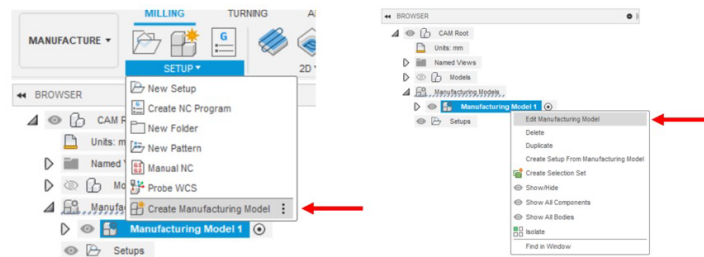 MILLING TURNING
MANUFACTURE
G
SETUP
2D
New Setup
BROWSER
Create NC Program
CAM
New Folder
Units: m
New Pattern
Named
Manual NC
Mo
Probe WCS
Manufa
Create Manufacturing Model
Manufacturing Model 1
Setups
BROWSER
CAM Root
Units: mm
Named Views
Models
Manufacturing Models
Manufacturing Model 1
Setups
Edit Manufacturing Model
Delete
Duplicate
Create Setup From Manufacturing Model
Create Selection Set
Show/Hide
Show All Components
Show All Bodies
Isolate
Find in Window